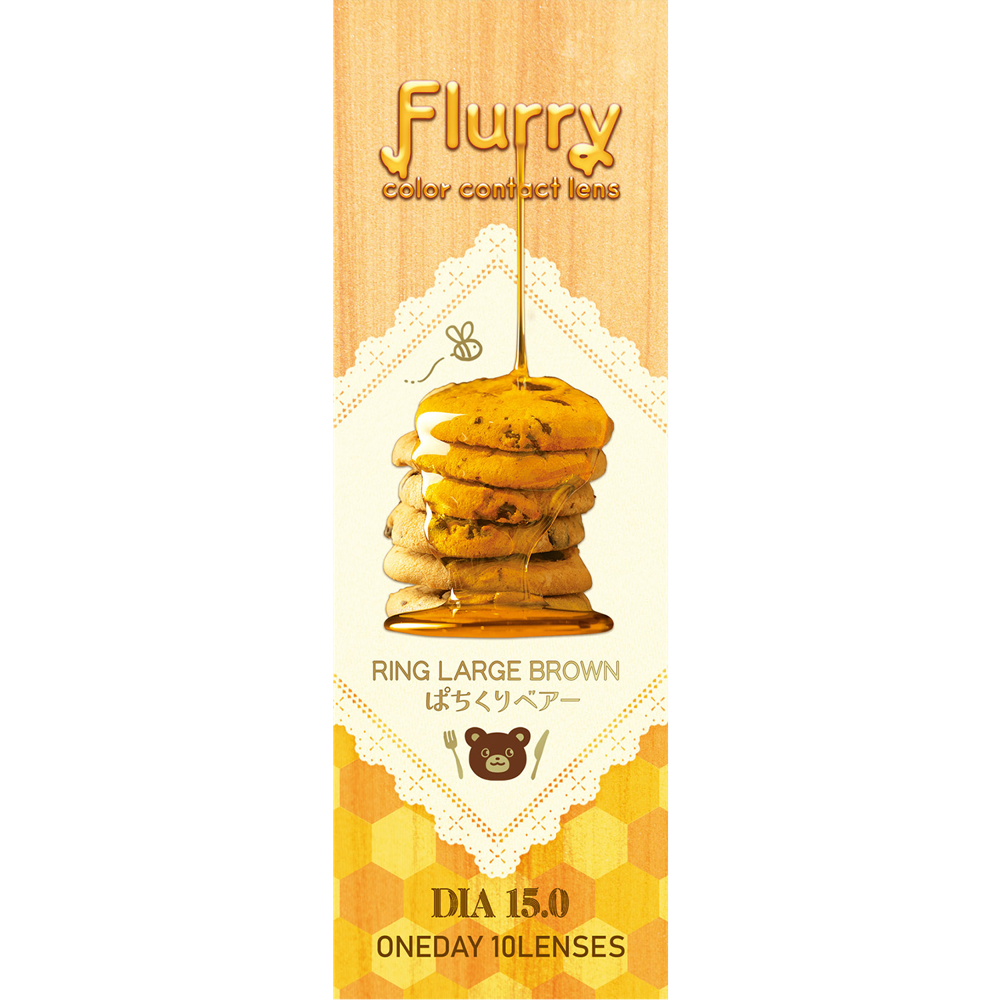 Flurry
color contact lens
RING LARGE BROWN
ぱちくりベアー
DIA 15.0
ONEDAY 10LENSES